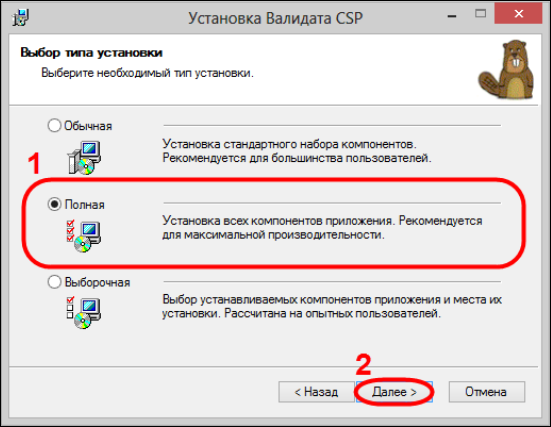 Установка Валидата CSP
Выбор типа установки
Выберите необходимый тип установки.
Обычная
Установка стандартного набора компонентов.
Рекомендуется для большинства пользователей.
1
Полная
Установка всех компонентов приложения. Рекомендуется
для максимальной производительности.
Выборочная
Выбор устанавливаемых компонентов приложения и места их
установки. Рассчитана на опытных пользователей.
2
< Назад
Далее >
Отмена